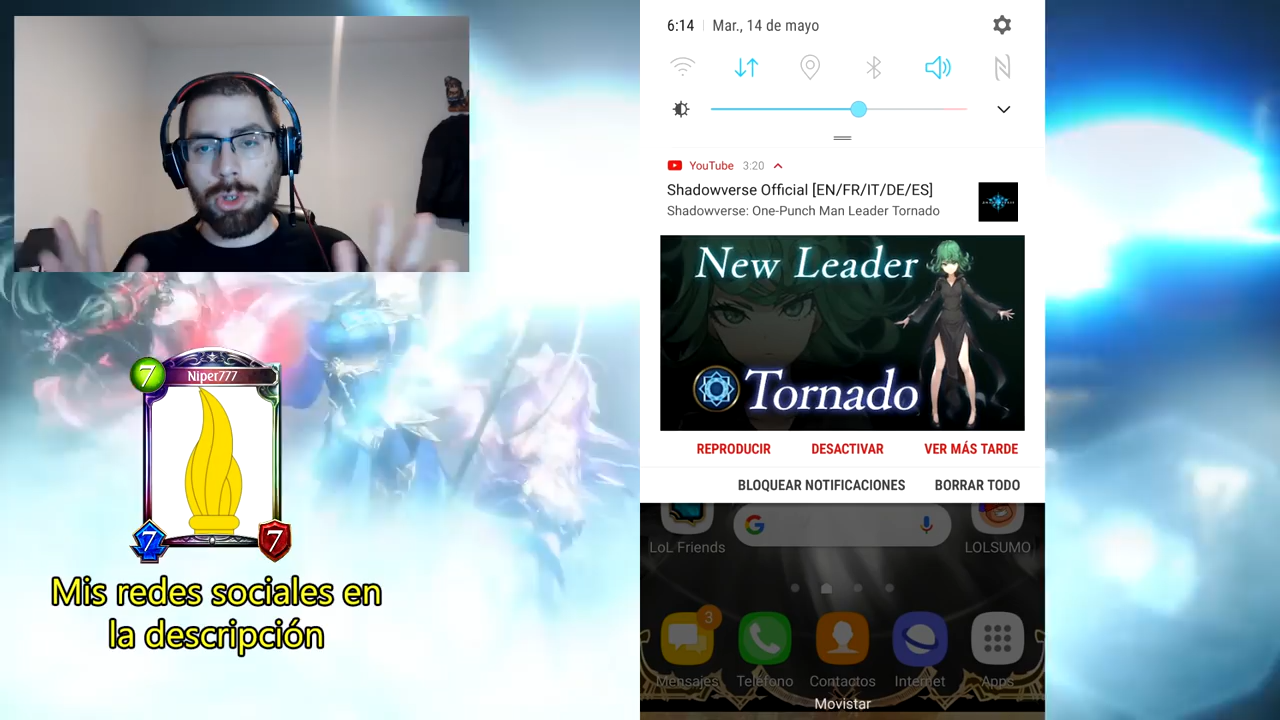 7
Niper777
7
7
Mis redes sociales en
la descripción
6:14
Mar., 14 de mayo
YouTube 3:20
Shadowverse Official [EN/FR/IT/DE/ES]
Shadowverse: One-Punch Man Leader Tornado
New Leader
Tornado
REPRODUCIR
DESACTIVAR
VER MÁS TARDE
BLOQUEAR NOTIFICACIONES
BORRAR TODO
G
LoL Friends
LOLSUMO
3
Mensajes
Teléfono
Contactos
Internet
Apps
Movistar